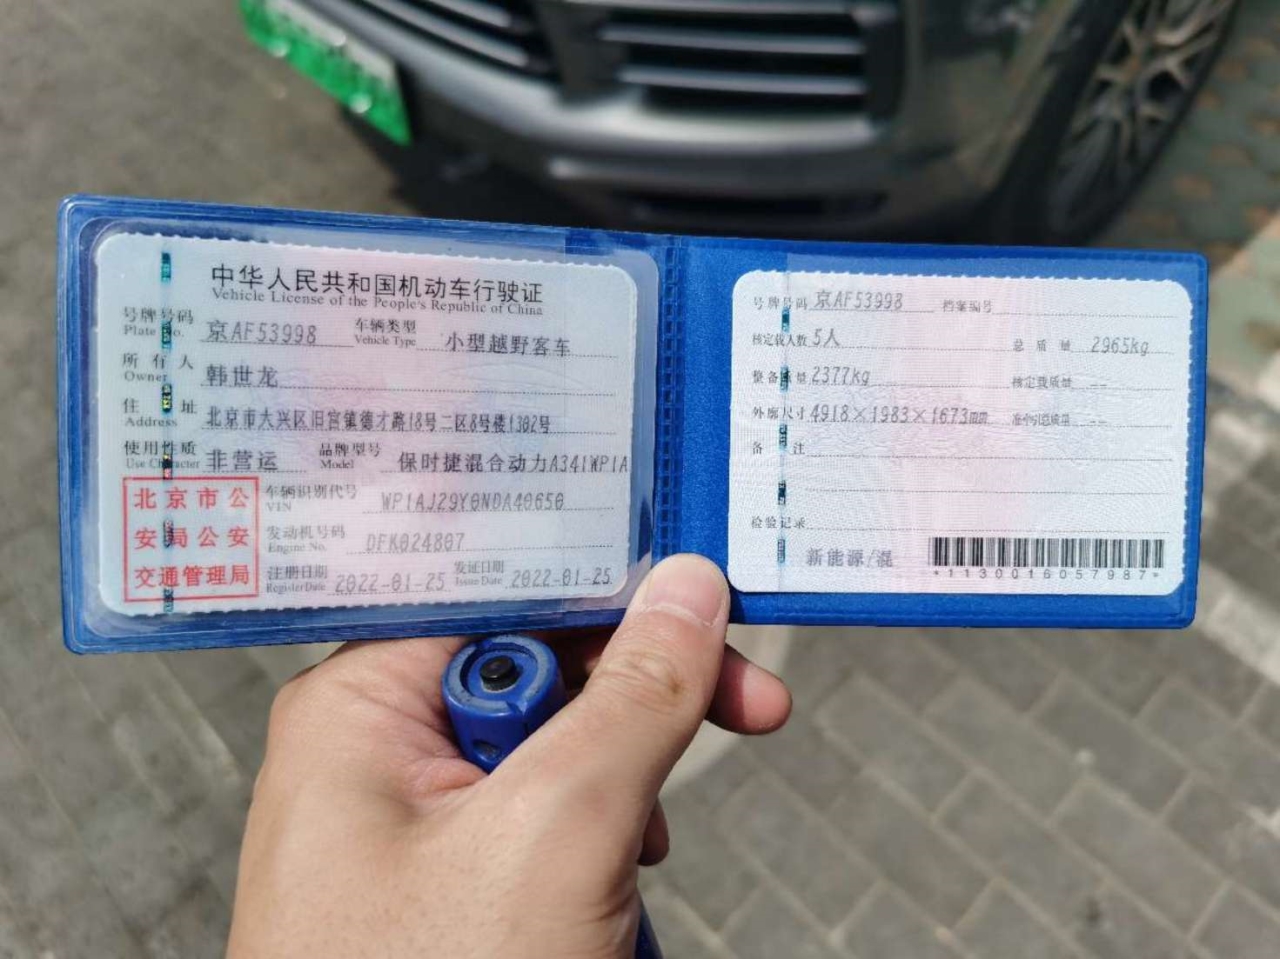 中华人民共和国机动车行驶证
Vehicle License of the People's Republic of China
号牌号码 京AF53998 车辆类型 小型越野客车
Plate No. Vehicle Type
所有人 韩世龙
Owner
住址 北京市大兴区旧宫镇德才路18号二区8号楼1302号
Address
使用性质 非营运 品牌型号 保时捷混合动力A341WP1A
Use Character Model
北京市公
安局公安
交通管理局
车辆识别代号 WP1AJ29Y0NDA40650
VIN
发动机号码 DFK024807
Engine No.
注册日期 2022-01-25 发证日期 2022-01-25
Register Date Issue Date
号牌号码 京AF53998 档案编号
核定载人数 5人 总质量 2965kg
整备质量 2377kg 核定载质量 --
外廓尺寸 4918×1983×1673mm 准牵引总质量 --
备注
检验记录
新能源/混
*1130016057987*